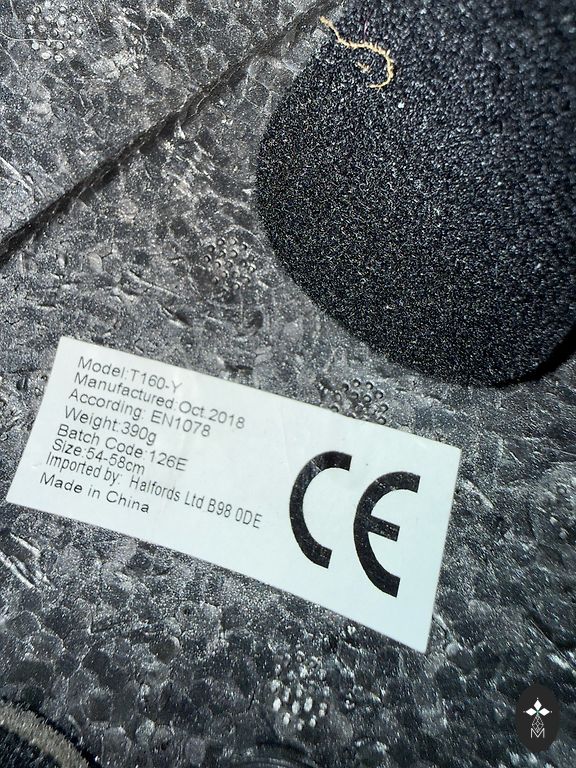 Model:T160-Y
Manufactured:Oct.2018
According: EN1078
Weight:390g
Batch Code:126E
Size:54-58cm
Imported by: Halfords Ltd B98 0DE
Made in China
CE